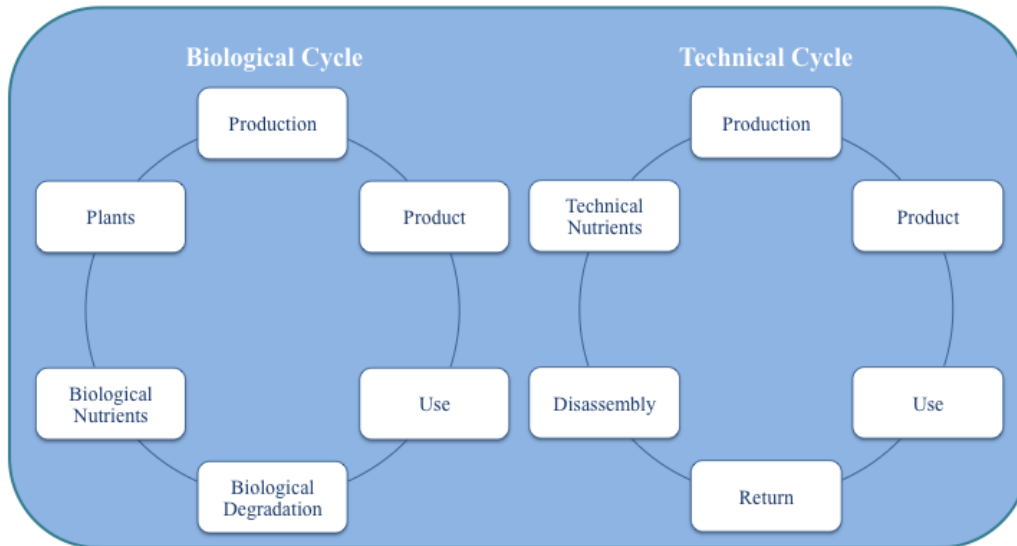 Biological Cycle
Production
Product
Use
Biological
Degradation
Biological
Nutrients
Plants
Technical Cycle
Production
Product
Use
Return
Disassembly
Technical
Nutrients